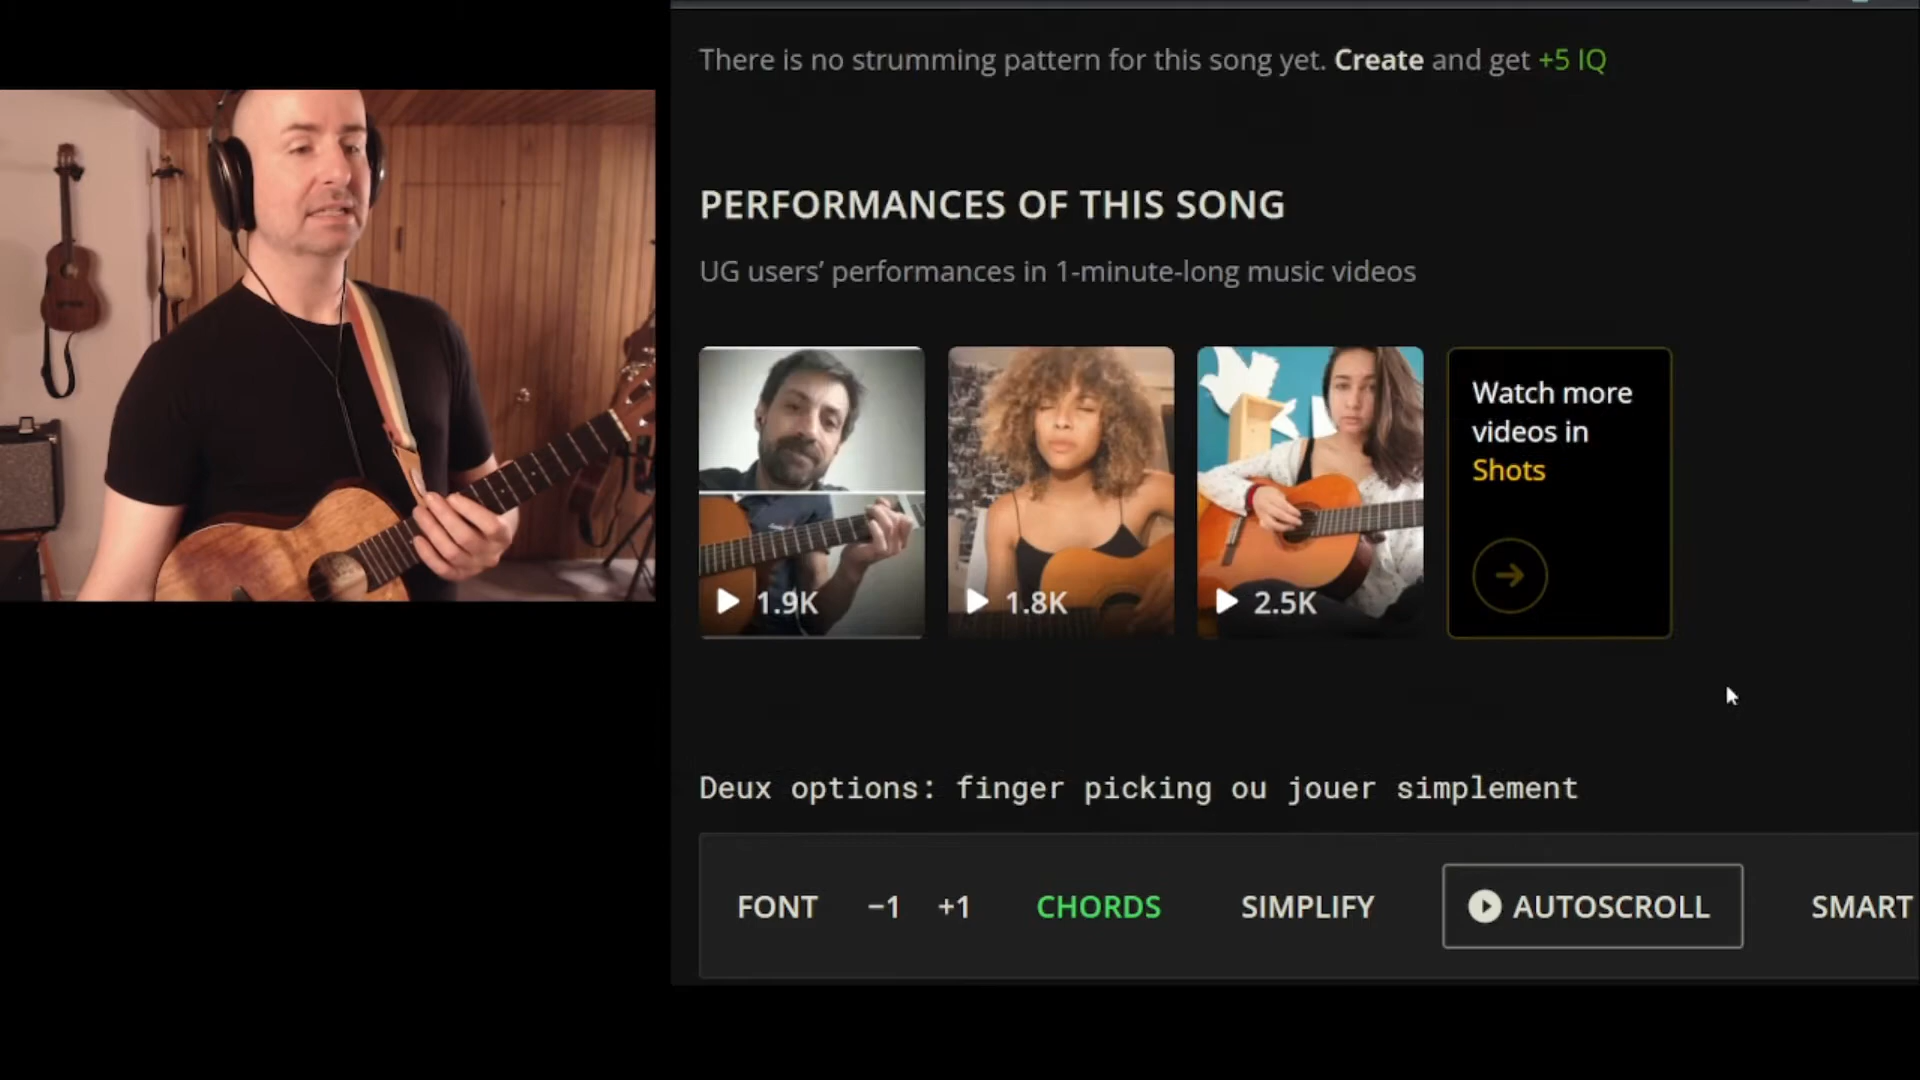 There is no strumming pattern for this song yet. Create and get +5 IQ
PERFORMANCES OF THIS SONG
UG users’ performances in 1-minute-long music videos
1.9K
1.8K
2.5K
Watch more
videos in
Shots
Deux options: finger picking ou jouer simplement
FONT −1 +1 CHORDS SIMPLIFY AUTOSCROLL SMART